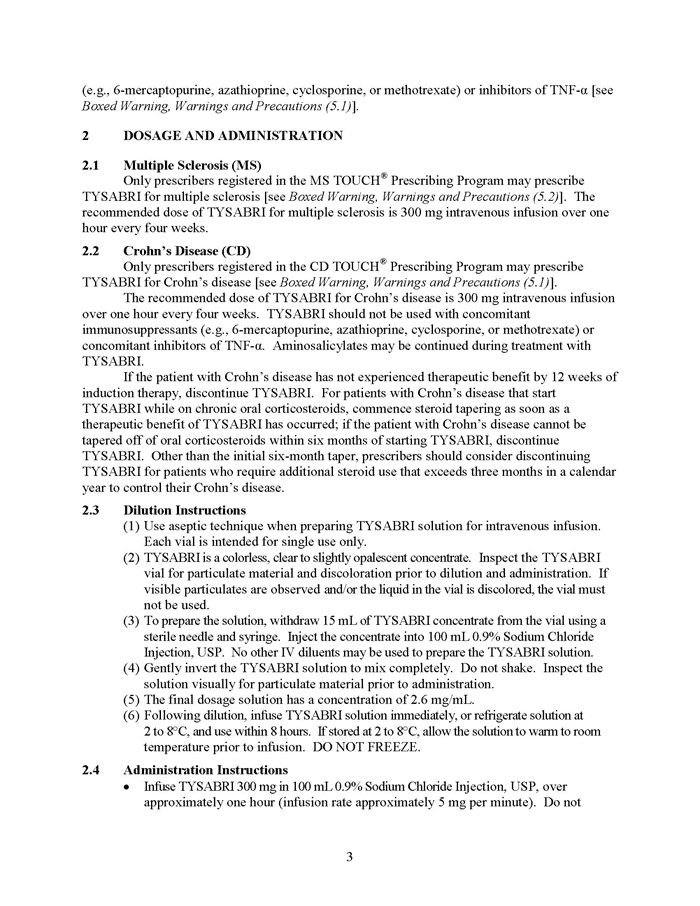 (e.g., 6-mercaptopurine, azathioprine, cyclosporine, or methotrexate) or inhibitors of TNF-α [see
Boxed Warning, Warnings and Precautions (5.1)].
2 DOSAGE AND ADMINISTRATION
2.1 Multiple Sclerosis (MS)
Only prescribers registered in the MS TOUCH® Prescribing Program may prescribe
TYSABRI for multiple sclerosis [see Boxed Warning, Warnings and Precautions (5.2)]. The
recommended dose of TYSABRI for multiple sclerosis is 300 mg intravenous infusion over one
hour every four weeks.
2.2 Crohn's Disease (CD)
Only prescribers registered in the CD TOUCH® Prescribing Program may prescribe
TYSABRI for Crohn's disease [see Boxed Warning, Warnings and Precautions (5.1)].
The recommended dose of TYSABRI for Crohn's disease is 300 mg intravenous infusion
over one hour every four weeks. TYSABRI should not be used with concomitant
immunosuppressants (e.g., 6-mercaptopurine, azathioprine, cyclosporine, or methotrexate) or
concomitant inhibitors of TNF-α. Aminosalicylates may be continued during treatment with
TYSABRI.
If the patient with Crohn's disease has not experienced therapeutic benefit by 12 weeks of
induction therapy, discontinue TYSABRI. For patients with Crohn's disease that start
TYSABRI while on chronic oral corticosteroids, commence steroid tapering as soon as a
therapeutic benefit of TYSABRI has occurred; if the patient with Crohn's disease cannot be
tapered off of oral corticosteroids within six months of starting TYSABRI, discontinue
TYSABRI. Other than the initial six-month taper, prescribers should consider discontinuing
TYSABRI for patients who require additional steroid use that exceeds three months in a calendar
year to control their Crohn's disease.
2.3 Dilution Instructions
(1) Use aseptic technique when preparing TYSABRI solution for intravenous infusion.
Each vial is intended for single use only.
(2) TYSABRI is a colorless, clear to slightly opalescent concentrate. Inspect the TYSABRI
vial for particulate material and discoloration prior to dilution and administration. If
visible particulates are observed and/or the liquid in the vial is discolored, the vial must
not be used.
(3) To prepare the solution, withdraw 15 mL of TYSABRI concentrate from the vial using a
sterile needle and syringe. Inject the concentrate into 100 mL 0.9% Sodium Chloride
Injection, USP. No other IV diluents may be used to prepare the TYSABRI solution.
(4) Gently invert the TYSABRI solution to mix completely. Do not shake. Inspect the
solution visually for particulate material prior to administration.
(5) The final dosage solution has a concentration of 2.6 mg/mL.
(6) Following dilution, infuse TYSABRI solution immediately, or refrigerate solution at
2 to 8°C, and use within 8 hours. If stored at 2 to 8°C, allow the solution to warm to room
temperature prior to infusion. DO NOT FREEZE.
2.4 Administration Instructions
• Infuse TYSABRI 300 mg in 100 mL 0.9% Sodium Chloride Injection, USP, over
approximately one hour (infusion rate approximately 5 mg per minute). Do not
3